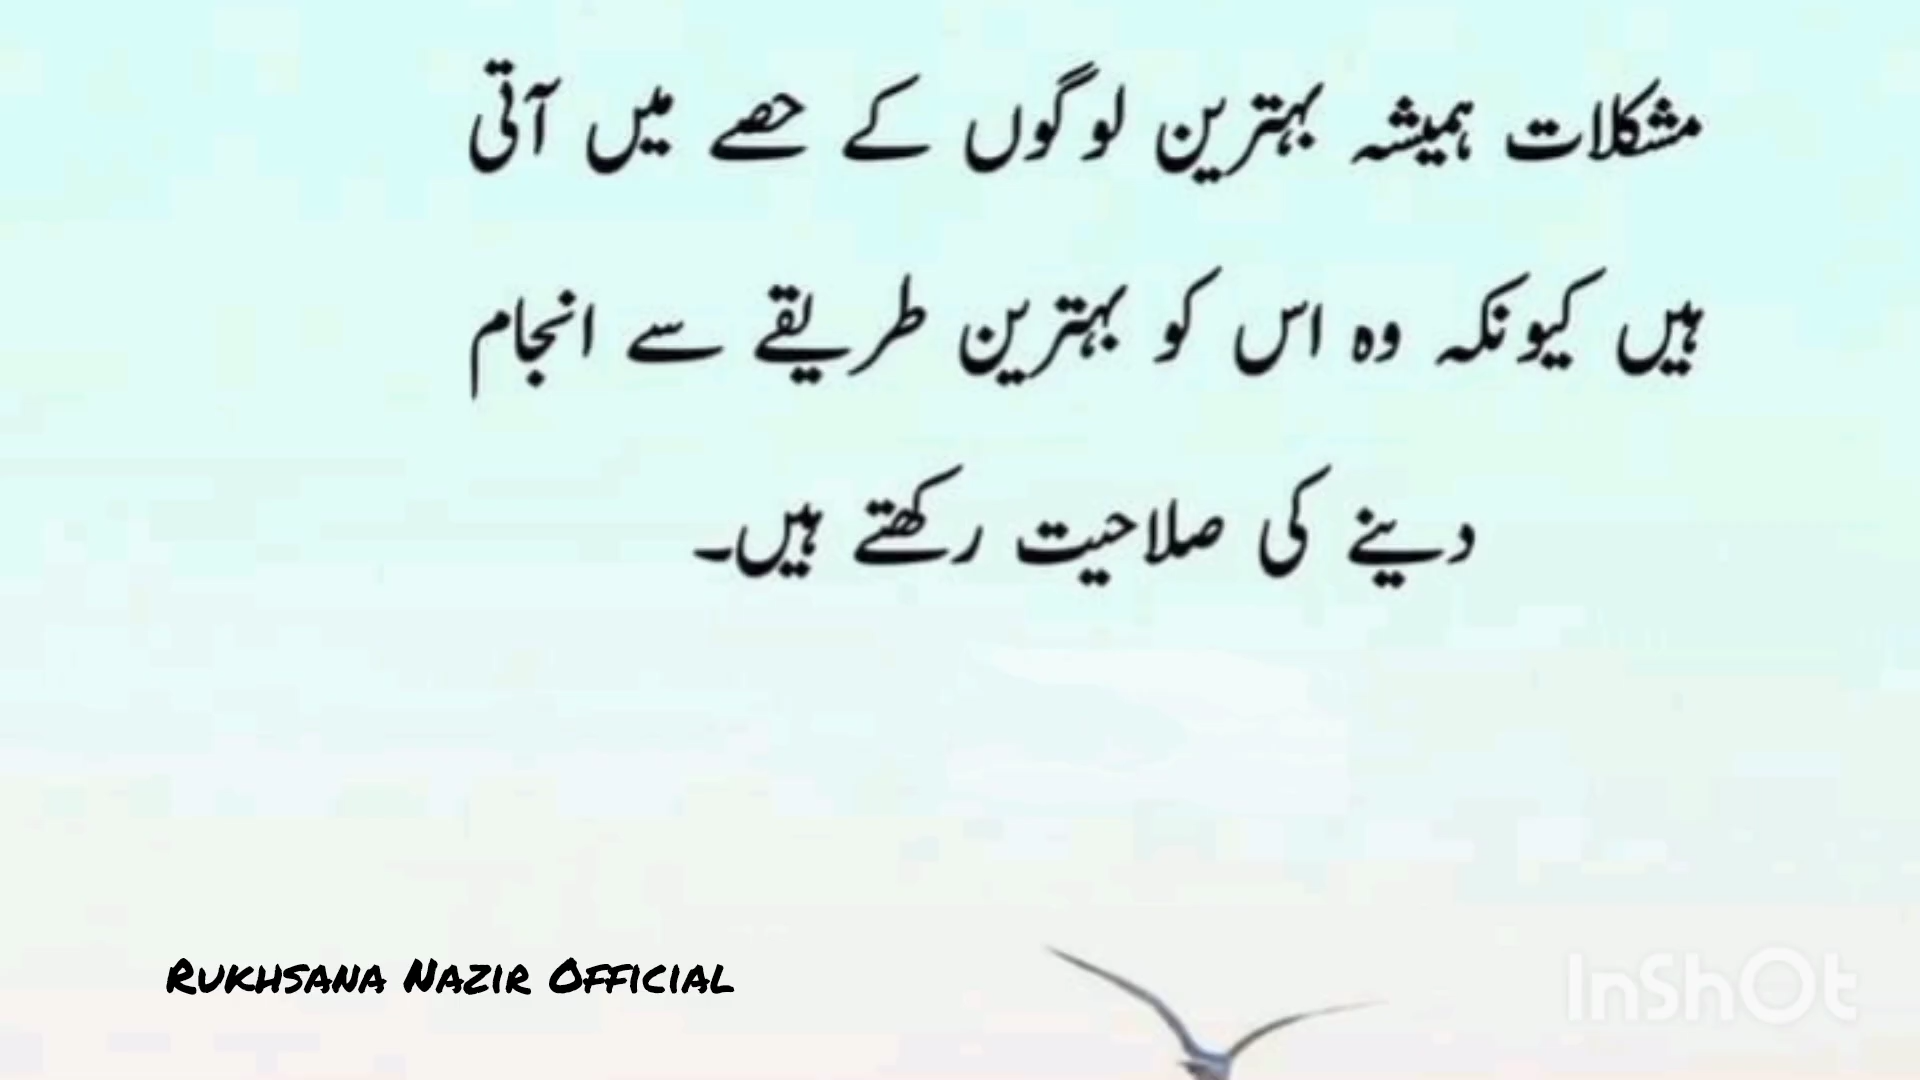 مشکلات ہمیشہ بہترین لوگوں کے حصے میں آتی
ہیں کیونکہ وہ اس کو بہترین طریقے سے انجام
دینے کی صلاحیت رکھتے ہیں۔
Rukhsana Nazir Official
InShOt